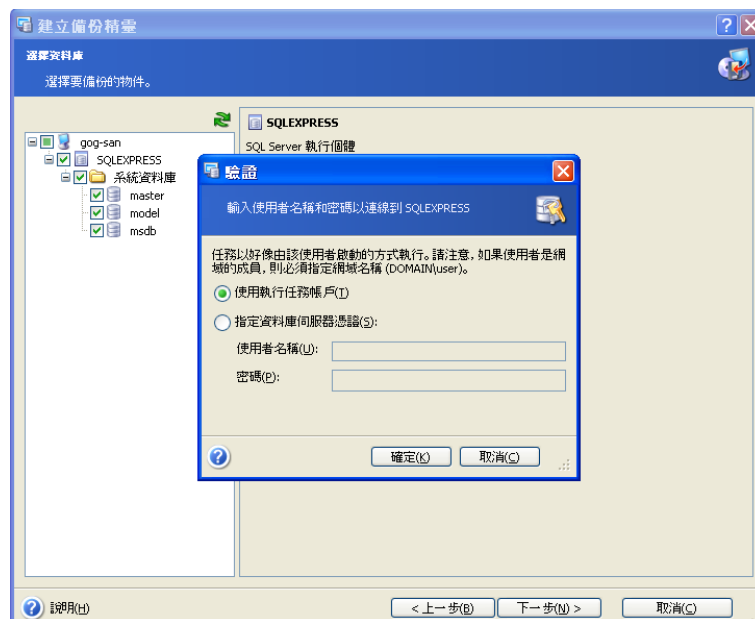 建立備份精靈
選擇資料庫
選擇要備份的物件。
gog-san
SQLEXPRESS
系統資料庫
master
model
msdb
SQLEXPRESS
SQL Server 執行個體
驗證
輸入使用者名稱和密碼以連線到 SQLEXPRESS
任務以好像由該使用者啟動的方式執行。請注意，如果使用者是網
域的成員，則必須指定網域名稱 (DOMAIN\user)。
使用執行任務帳戶(T)
指定資料庫伺服器憑證(S):
使用者名稱(U):
密碼(P):
確定(K)
取消(C)
說明(H)
< 上一步(B)
下一步(N) >
取消(C)